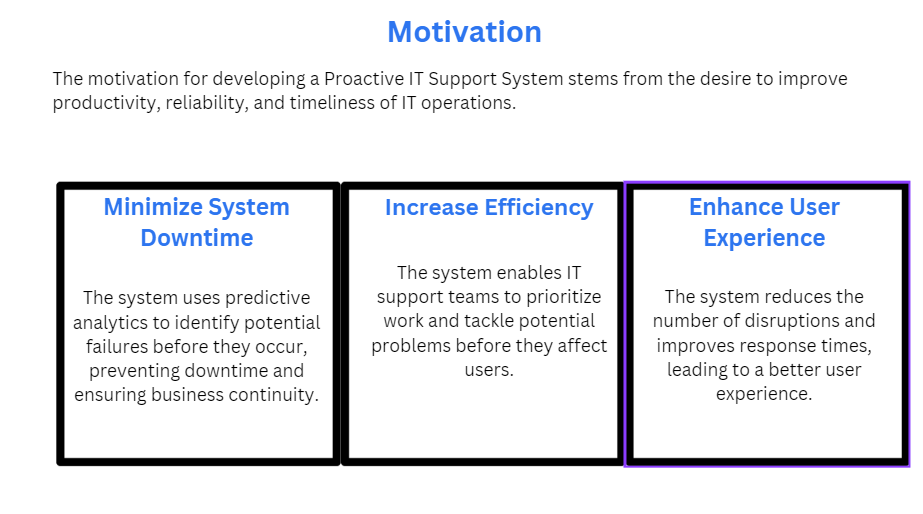 Motivation
The motivation for developing a Proactive IT Support System stems from the desire to improve
productivity, reliability, and timeliness of IT operations.
Minimize System
Downtime
The system uses predictive
analytics to identify potential
failures before they occur,
preventing downtime and
ensuring business continuity.
Increase Efficiency
The system enables IT
support teams to prioritize
work and tackle potential
problems before they affect
users.
Enhance User
Experience
The system reduces the
number of disruptions and
improves response times,
leading to a better user
experience.